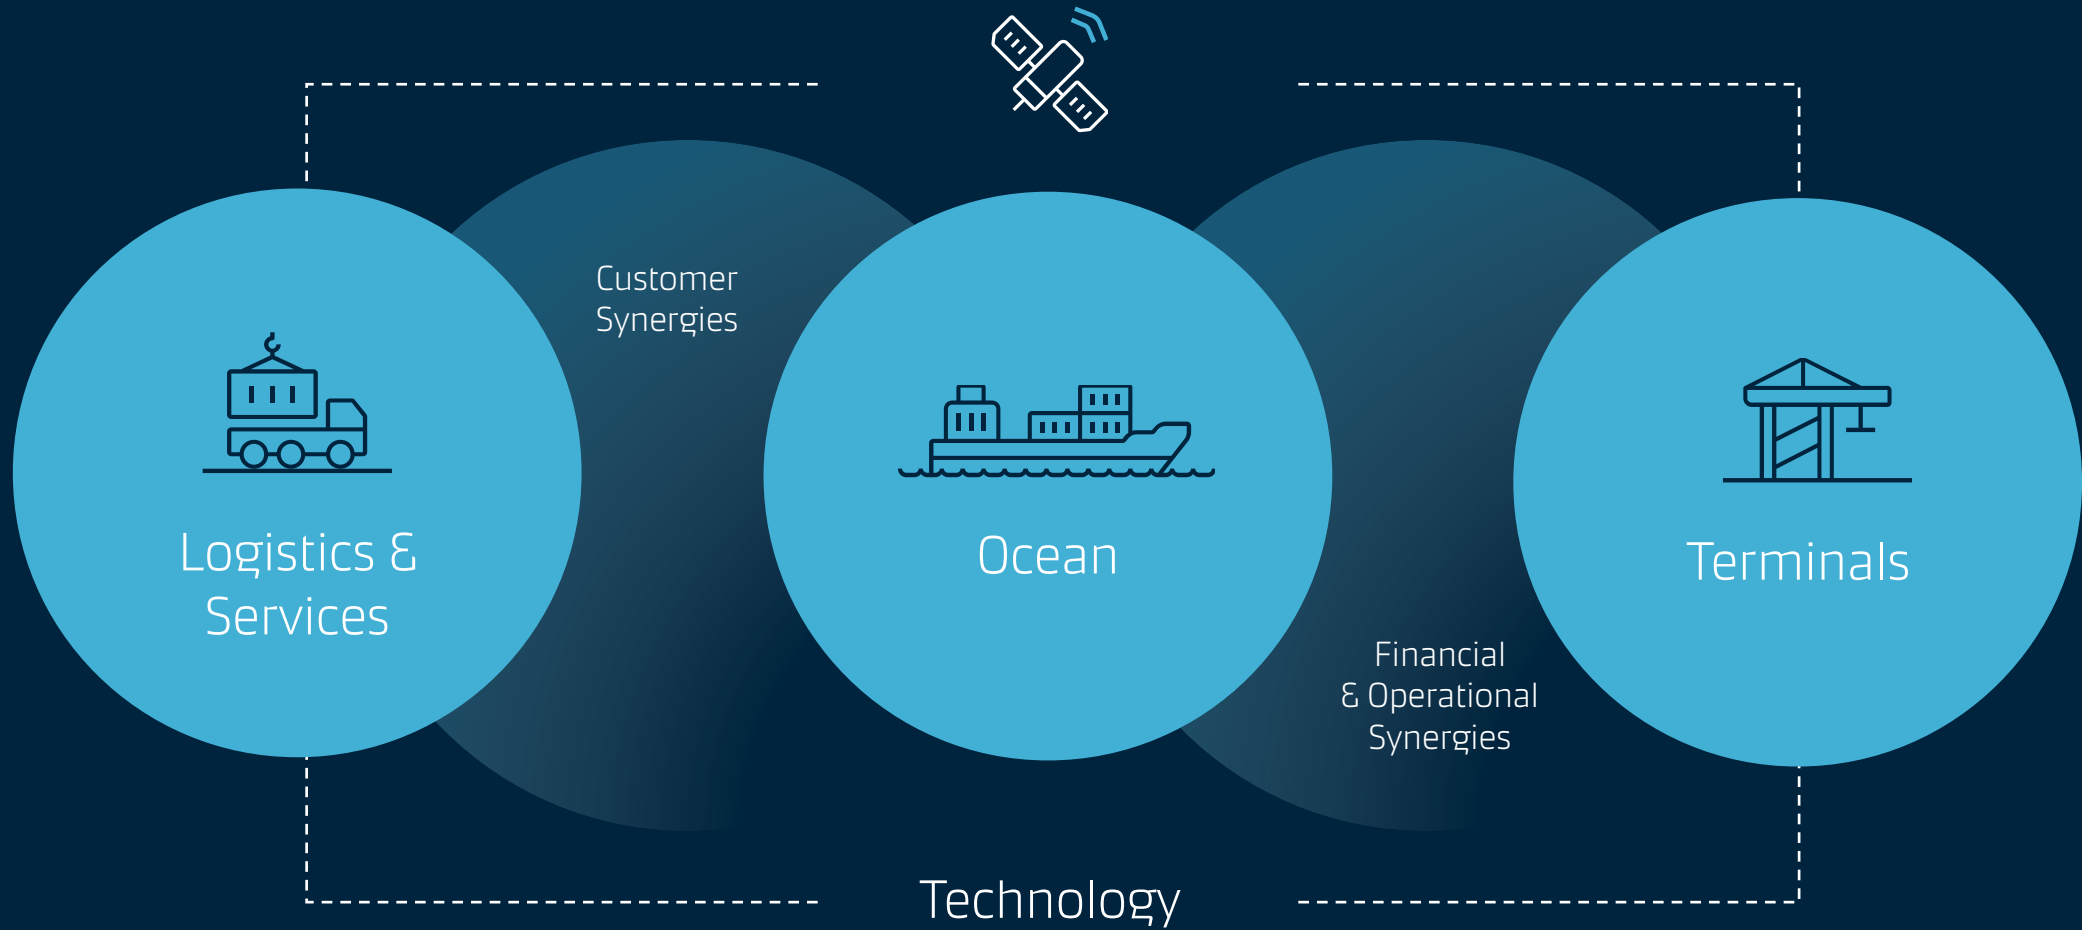 Customer
Synergies
Logistics &
Services
Ocean
Terminals
Financial
& Operational
Synergies
Technology